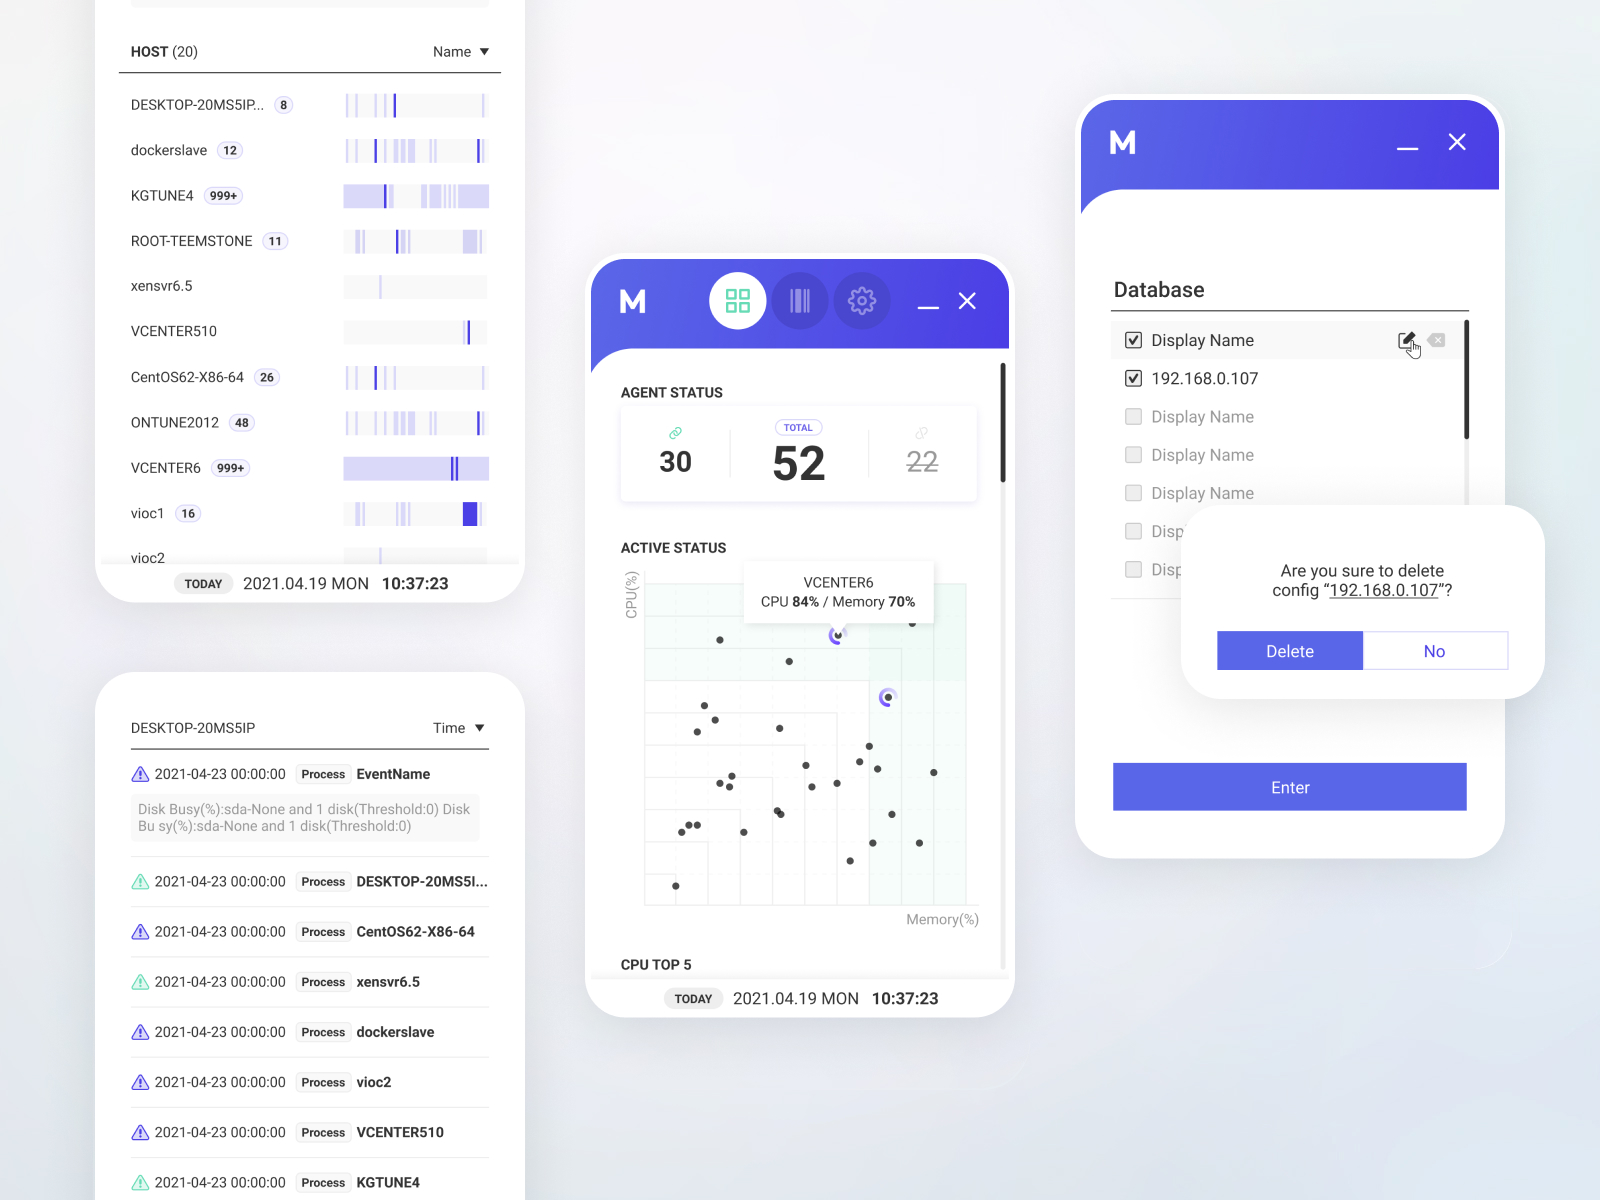 HOST (20) Name ▼
DESKTOP-20MS5IP... 8
dockerslave 12
KGTUNE4 999+
ROOT-TEEMSTONE 11
xensvr6.5
VCENTER510
CentOS62-X86-64 26
ONTUNE2012 48
VCENTER6 999+
vioc1 16
vioc2
TODAY 2021.04.19 MON 10:37:23
DESKTOP-20MS5IP Time ▼
2021-04-23 00:00:00 Process EventName
Disk Busy(%):sda-None and 1 disk(Threshold:0) Disk
Bu sy(%):sda-None and 1 disk(Threshold:0)
2021-04-23 00:00:00 Process DESKTOP-20MS5I...
2021-04-23 00:00:00 Process CentOS62-X86-64
2021-04-23 00:00:00 Process xensvr6.5
2021-04-23 00:00:00 Process dockerslave
2021-04-23 00:00:00 Process vioc2
2021-04-23 00:00:00 Process VCENTER510
2021-04-23 00:00:00 Process KGTUNE4
M
AGENT STATUS
TOTAL
30 52 22
ACTIVE STATUS
CPU(%)
VCENTER6
CPU 84% / Memory 70%
Memory(%)
CPU TOP 5
TODAY 2021.04.19 MON 10:37:23
M
Database
Display Name
192.168.0.107
Display Name
Display Name
Display Name
Disp
Disp
Are you sure to delete
config “192.168.0.107”?
Delete No
Enter